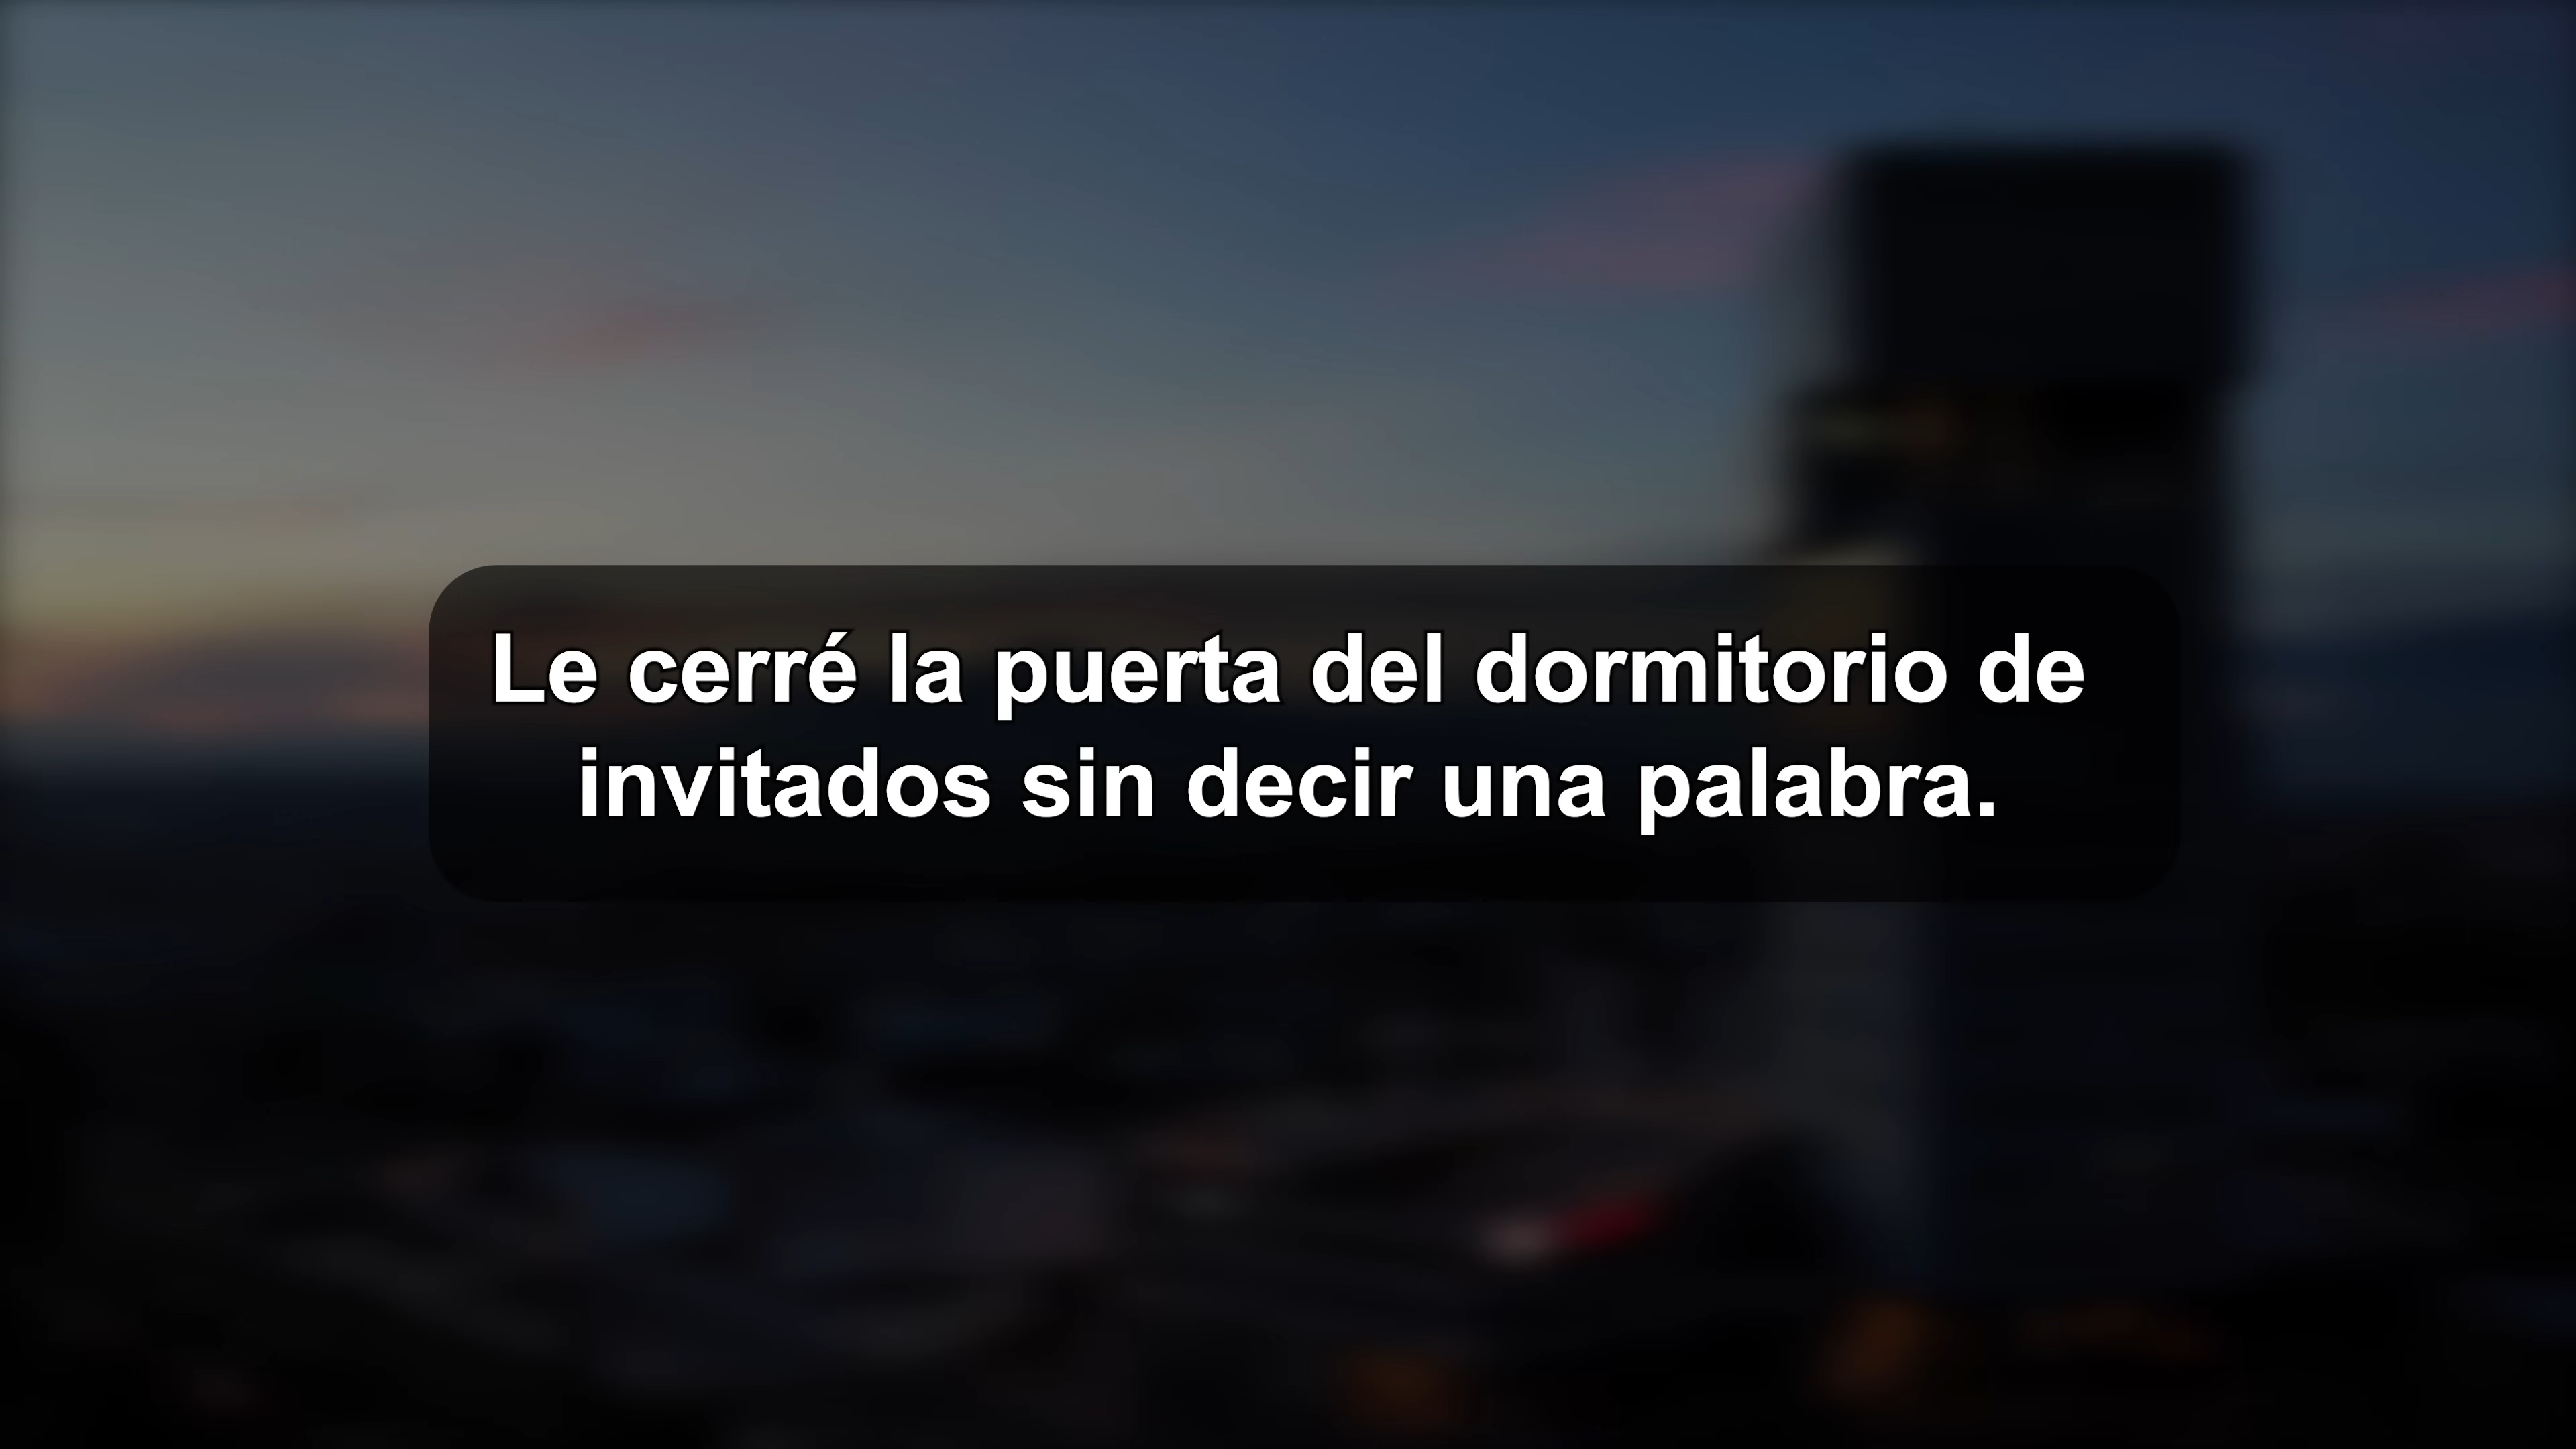 Le cerré la puerta del dormitorio de
invitados sin decir una palabra.